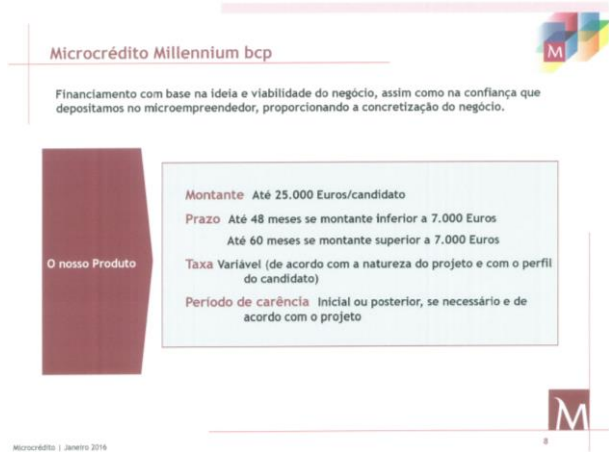 Microcrédito Millennium bcp
M
Financiamento com base na ideia e viabilidade do negócio, assim como na confiança que
depositamos no microempreendedor, proporcionando a concretização do negócio.
O nosso Produto
Montante Até 25.000 Euros/candidato
Prazo Até 48 meses se montante inferior a 7.000 Euros
Até 60 meses se montante superior a 7.000 Euros
Taxa Variável (de acordo com a natureza do projeto e com o perfil
do candidato)
Período de carência Inicial ou posterior, se necessário e de
acordo com o projeto
M
8
Microcrédito | Janeiro 2016